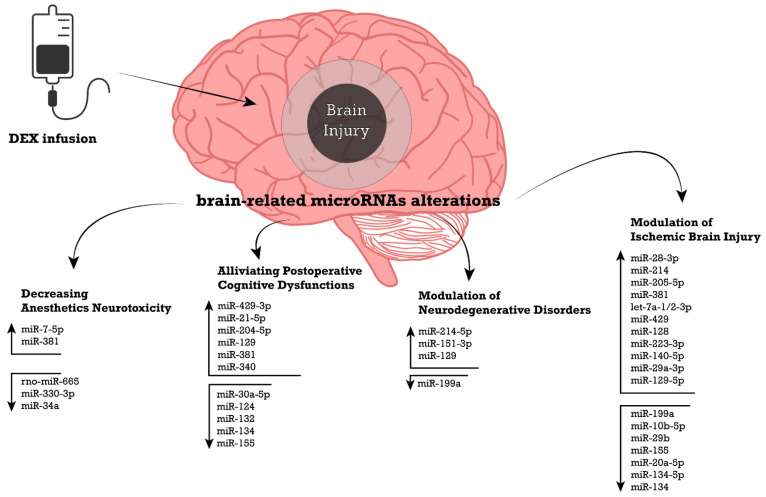 Brain
Injury
DEX infusion
brain-related microRNAs alterations
Decreasing
Anesthetics Neurotoxicity
miR-7-5p
miR-381
rno-miR-665
miR-330-3p
miR-34a
Alliviating Postoperative
Cognitive Dysfunctions
miR-429-3p
miR-21-5p
miR-204-5p
miR-129
miR-381
miR-340
miR-30a-5p
miR-124
miR-132
miR-134
miR-155
Modulation of
Neurodegenerative Disorders
miR-214-5p
miR-151-3p
miR-129
miR-199a
Modulation of
Ischemic Brain Injury
miR-28-3p
miR-214
miR-205-5p
miR-381
let-7a-1/2-3p
miR-429
miR-128
miR-223-3p
miR-140-5p
miR-29a-3p
miR-129-5p
miR-199a
miR-10b-5p
miR-29b
miR-155
miR-20a-5p
miR-134-5p
miR-134